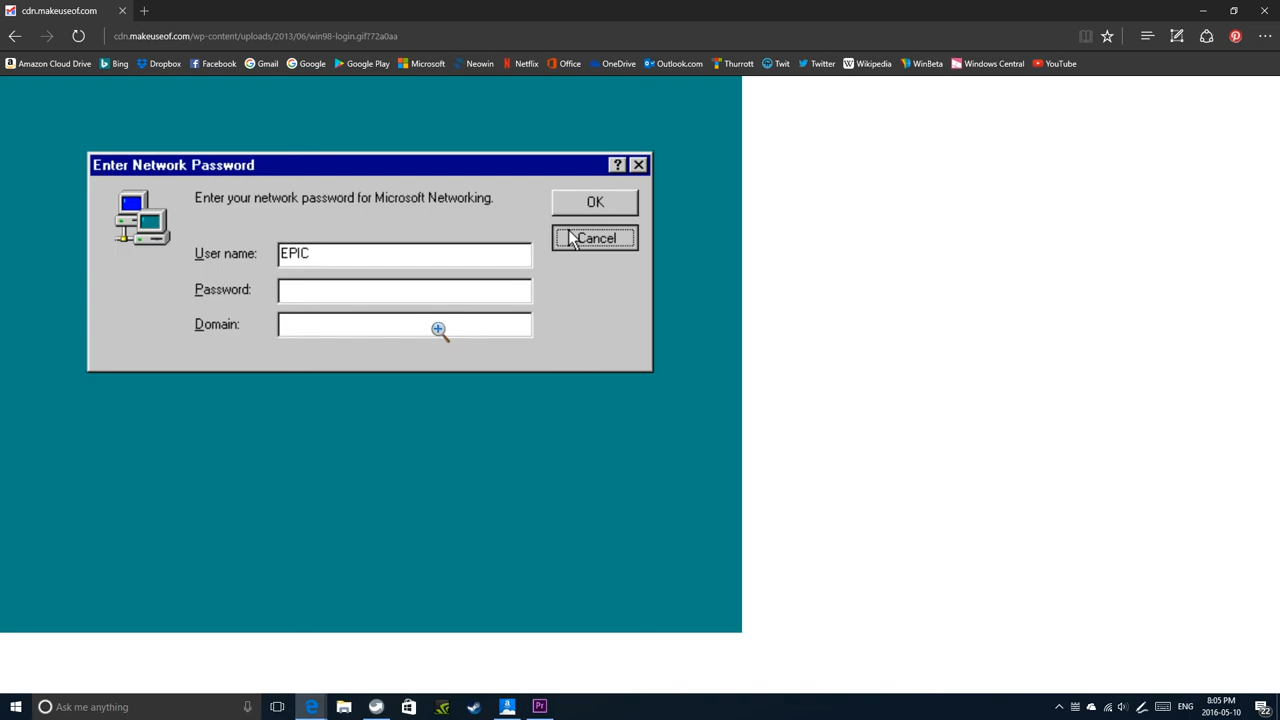 cdn.makeuseof.com
cdn.makeuseof.com/wp-content/uploads/2013/06/win98-login.gif?72a0aa
Amazon Cloud Drive Bing Dropbox Facebook Gmail Google Google Play Microsoft Neowin Netflix Office OneDrive Outlook.com Thurrott Twit Twitter Wikipedia WinBeta Windows Central YouTube
Enter Network Password
Enter your network password for Microsoft Networking.
OK
Cancel
User name: EPIC
Password:
Domain:
Ask me anything
ENG
8:05 PM
2016-05-10
22